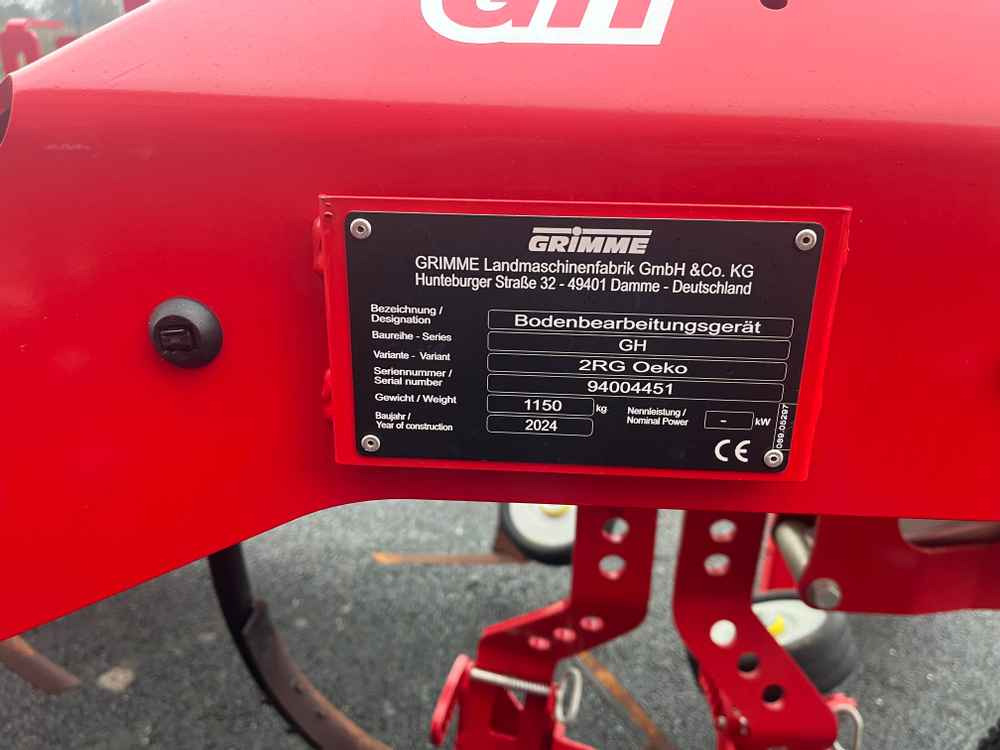 GH
GRIMME
GRIMME Landmaschinenfabrik GmbH &Co. KG
Hunteburger Straße 32 - 49401 Damme - Deutschland
Bezeichnung /
Designation
Bodenbearbeitungsgerät
Baureihe - Series
GH
Variante - Variant
2RG Oeko
Seriennummer /
Serial number
94004451
Gewicht / Weight
1150 kg
Nennleistung /
Nominal Power
- kW
Baujahr /
Year of construction
2024
CE
089.05297